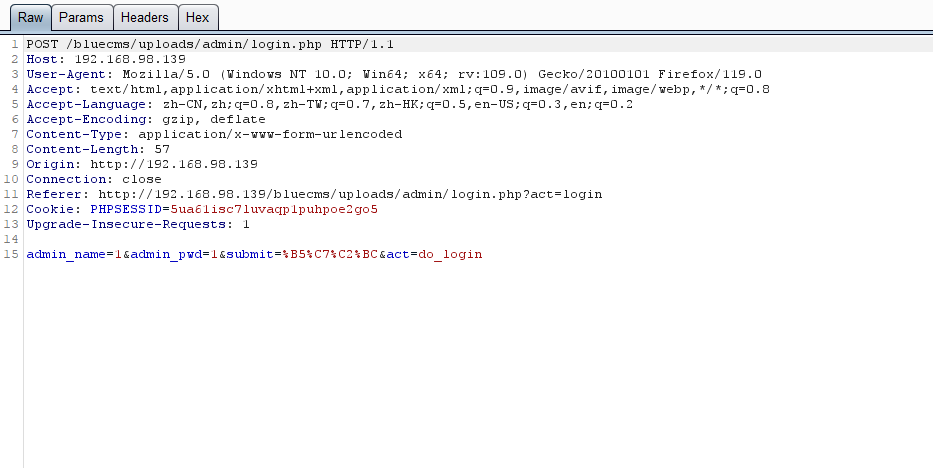 Raw Params Headers Hex
1 POST /bluecms/uploads/admin/login.php HTTP/1.1
2 Host: 192.168.98.139
3 User-Agent: Mozilla/5.0 (Windows NT 10.0; Win64; x64; rv:109.0) Gecko/20100101 Firefox/119.0
4 Accept: text/html,application/xhtml+xml,application/xml;q=0.9,image/avif,image/webp,*/*;q=0.8
5 Accept-Language: zh-CN,zh;q=0.8,zh-TW;q=0.7,zh-HK;q=0.5,en-US;q=0.3,en;q=0.2
6 Accept-Encoding: gzip, deflate
7 Content-Type: application/x-www-form-urlencoded
8 Content-Length: 57
9 Origin: http://192.168.98.139
10 Connection: close
11 Referer: http://192.168.98.139/bluecms/uploads/admin/login.php?act=login
12 Cookie: PHPSESSID=5ua61isc7luvaqp1puhpoe2go5
13 Upgrade-Insecure-Requests: 1
14
15 admin_name=1&admin_pwd=1&submit=%B5%C7%C2%BC&act=do_login